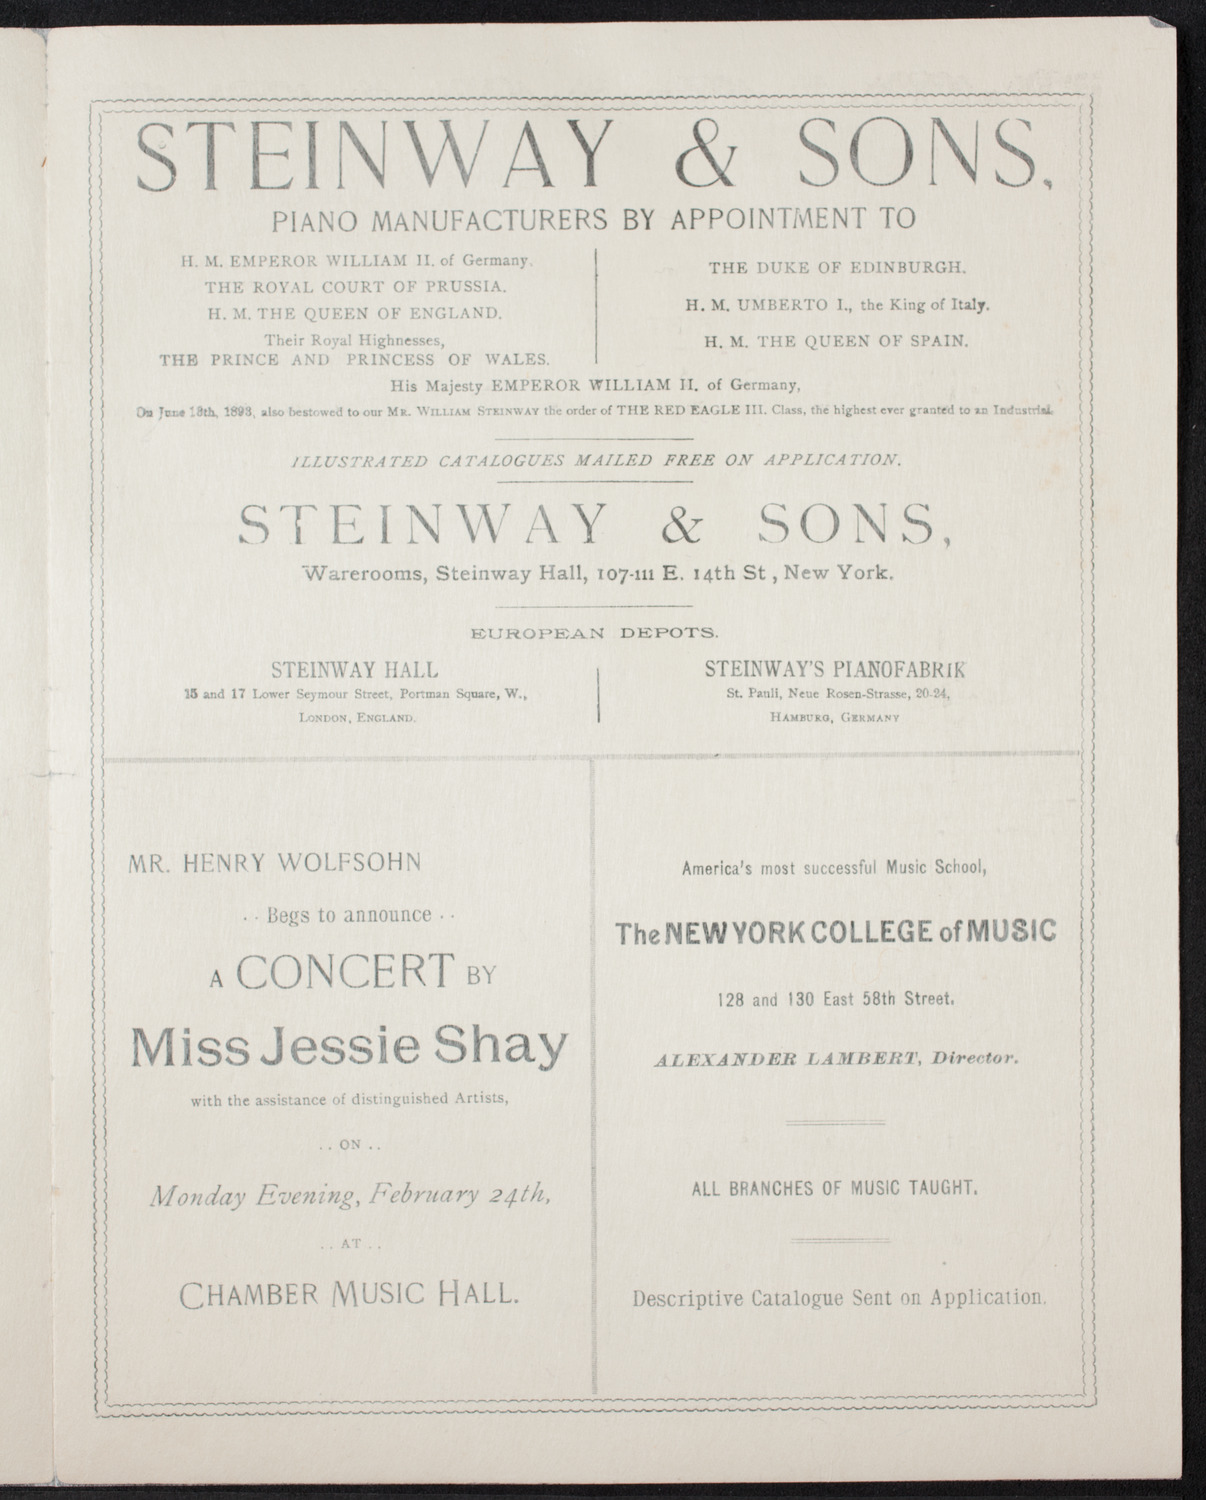 STEINWAY & SONS,
PIANO MANUFACTURERS BY APPOINTMENT TO
H. M. EMPEROR WILLIAM II. of Germany.
THE ROYAL COURT OF PRUSSIA.
H. M. THE QUEEN OF ENGLAND.
Their Royal Highnesses,
THE PRINCE AND PRINCESS OF WALES.
THE DUKE OF EDINBURGH.
H. M. UMBERTO I., the King of Italy.
H. M. THE QUEEN OF SPAIN.
His Majesty EMPEROR WILLIAM II. of Germany,
On June 13th, 1893, also bestowed to our MR. WILLIAM STEINWAY the order of THE RED EAGLE III. Class, the highest ever granted to an Industrial.
ILLUSTRATED CATALOGUES MAILED FREE ON APPLICATION.
STEINWAY & SONS,
Warerooms, Steinway Hall, 107-111 E. 14th St, New York.
EUROPEAN DEPOTS.
STEINWAY HALL
15 and 17 Lower Seymour Street, Portman Square, W.,
LONDON, ENGLAND.
STEINWAY'S PIANOFABRIK
St. Pauli, Neue Rosen-Strasse, 20-24,
HAMBURG, GERMANY
MR. HENRY WOLFSOHN
. . Begs to announce . .
A CONCERT BY
Miss Jessie Shay
with the assistance of distinguished Artists,
. . ON . .
Monday Evening, February 24th,
. . AT . .
CHAMBER MUSIC HALL.
America's most successful Music School,
The NEW YORK COLLEGE of MUSIC
128 and 130 East 58th Street.
ALEXANDER LAMBERT, Director.
ALL BRANCHES OF MUSIC TAUGHT.
Descriptive Catalogue Sent on Application.